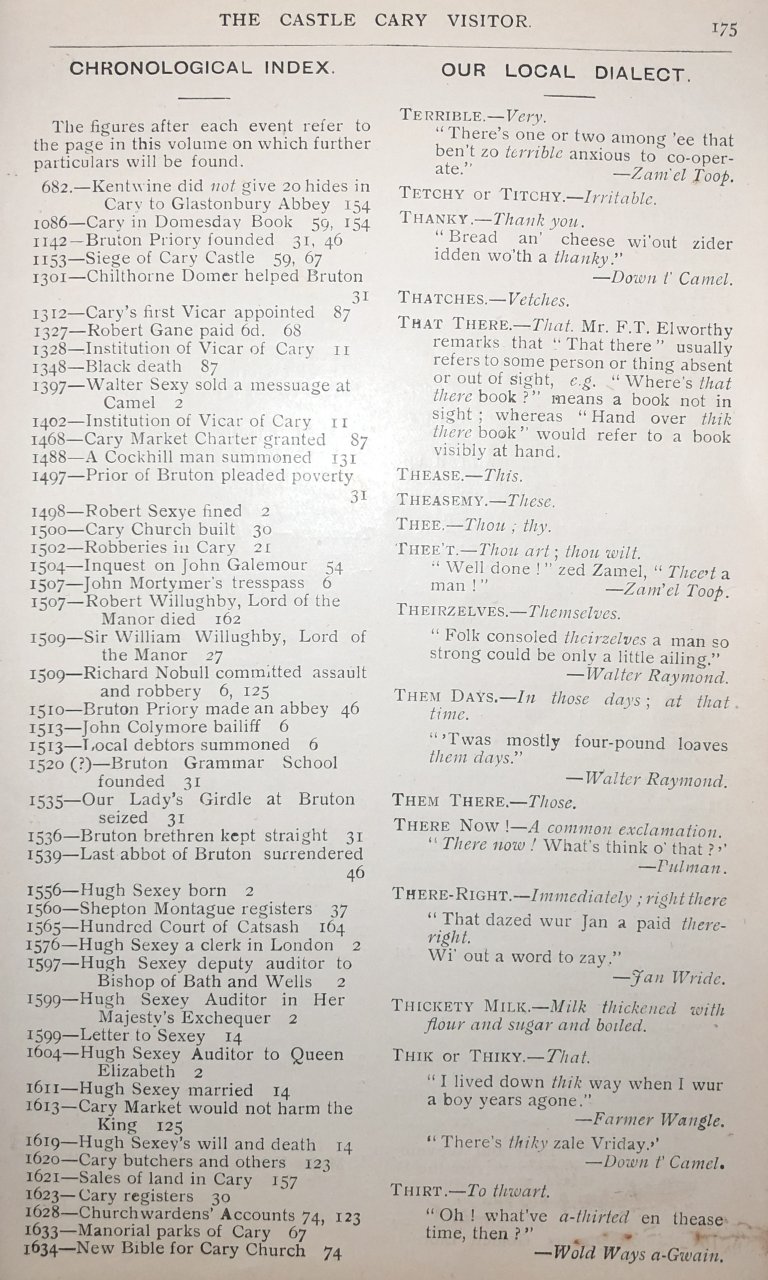 THE CASTLE CARY VISITOR.
175
CHRONOLOGICAL INDEX.
The figures after each event refer to
the page in this volume on which further
particulars will be found.
682.—Kentwine did not give 20 hides in
Cary to Glastonbury Abbey 154
1086—Cary in Domesday Book 59, 154
1142—Bruton Priory founded 31, 46
1153—Siege of Cary Castle 59, 67
1301—Chilthorne Domer helped Bruton
31
1312—Cary's first Vicar appointed 87
1327—Robert Gane paid 6d. 68
1328—Institution of Vicar of Cary 11
1348—Black death 87
1397—Walter Sexy sold a messuage at
Camel 2
1402—Institution of Vicar of Cary 11
1468—Cary Market Charter granted 87
1488—A Cockhill man summoned 131
1497—Prior of Bruton pleaded poverty
31
1498—Robert Sexye fined 2
1500—Cary Church built 30
1502—Robberies in Cary 21
1504—Inquest on John Galemour 54
1507—John Mortymer's tresspass 6
1507—Robert Willughby, Lord of the
Manor died 162
1509—Sir William Willughby, Lord of
the Manor 27
1509—Richard Nobull committed assault
and robbery 6, 125
1510—Bruton Priory made an abbey 46
1513—John Colymore bailiff 6
1513—Local debtors summoned 6
1520 (?)—Bruton Grammar School
founded 31
1535—Our Lady's Girdle at Bruton
seized 31
1536—Bruton brethren kept straight 31
1539—Last abbot of Bruton surrendered
46
1556—Hugh Sexey born 2
1560—Shepton Montague registers 37
1565—Hundred Court of Catsash 164
1576—Hugh Sexey a clerk in London 2
1597—Hugh Sexey deputy auditor to
Bishop of Bath and Wells 2
1599—Hugh Sexey Auditor in Her
Majesty's Exchequer 2
1599—Letter to Sexey 14
1604—Hugh Sexey Auditor to Queen
Elizabeth 2
1611—Hugh Sexey married 14
1613—Cary Market would not harm the
King 125
1619—Hugh Sexey's will and death 14
1620—Cary butchers and others 123
1621—Sales of land in Cary 157
1623—Cary registers 30
1628—Churchwardens' Accounts 74, 123
1633—Manorial parks of Cary 67
1634—New Bible for Cary Church 74
OUR LOCAL DIALECT.
TERRIBLE.—Very.
"There's one or two among 'ee that
ben't zo terrible anxious to co-oper-
ate." —Zam'el Toop.
TETCHY or TITCHY.—Irritable.
THANKY.—Thank you.
"Bread an' cheese wi'out zider
idden wo'th a thanky."
—Down t' Camel.
THATCHES.—Vetches.
THAT THERE.—That. Mr. F.T. Elworthy
remarks that "That there" usually
refers to some person or thing absent
or out of sight, e.g. "Where's that
there book?" means a book not in
sight; whereas "Hand over thik
there book" would refer to a book
visibly at hand.
THEASE.—This.
THEASEMY.—These.
THEE.—Thou; thy.
THEE'T.—Thou art; thou wilt.
"Well done!" zed Zamel, "Thee't a
man!" —Zam'el Toop.
THEIRZELVES.—Themselves.
"Folk consoled theirzelves a man so
strong could be only a little ailing."
—Walter Raymond.
THEM DAYS.—In those days; at that
time.
"'Twas mostly four-pound loaves
them days."
—Walter Raymond.
THEM THERE.—Those.
THERE NOW!—A common exclamation.
"There now! What's think o' that?"
—Pulman.
THERE-RIGHT.—Immediately; right there
"That dazed wur Jan a paid there-
right.
Wi' out a word to zay."
—Jan Wride.
THICKETY MILK.—Milk thickened with
flour and sugar and boiled.
THIK or THIKY.—That.
"I lived down thik way when I wur
a boy years agone."
—Farmer Wangle.
"There's thiky zale Vriday."
—Down t' Camel.
THIRT.—To thwart.
"Oh! what've a-thirted en thease
time, then?"
—Wold Ways a-Gwain.